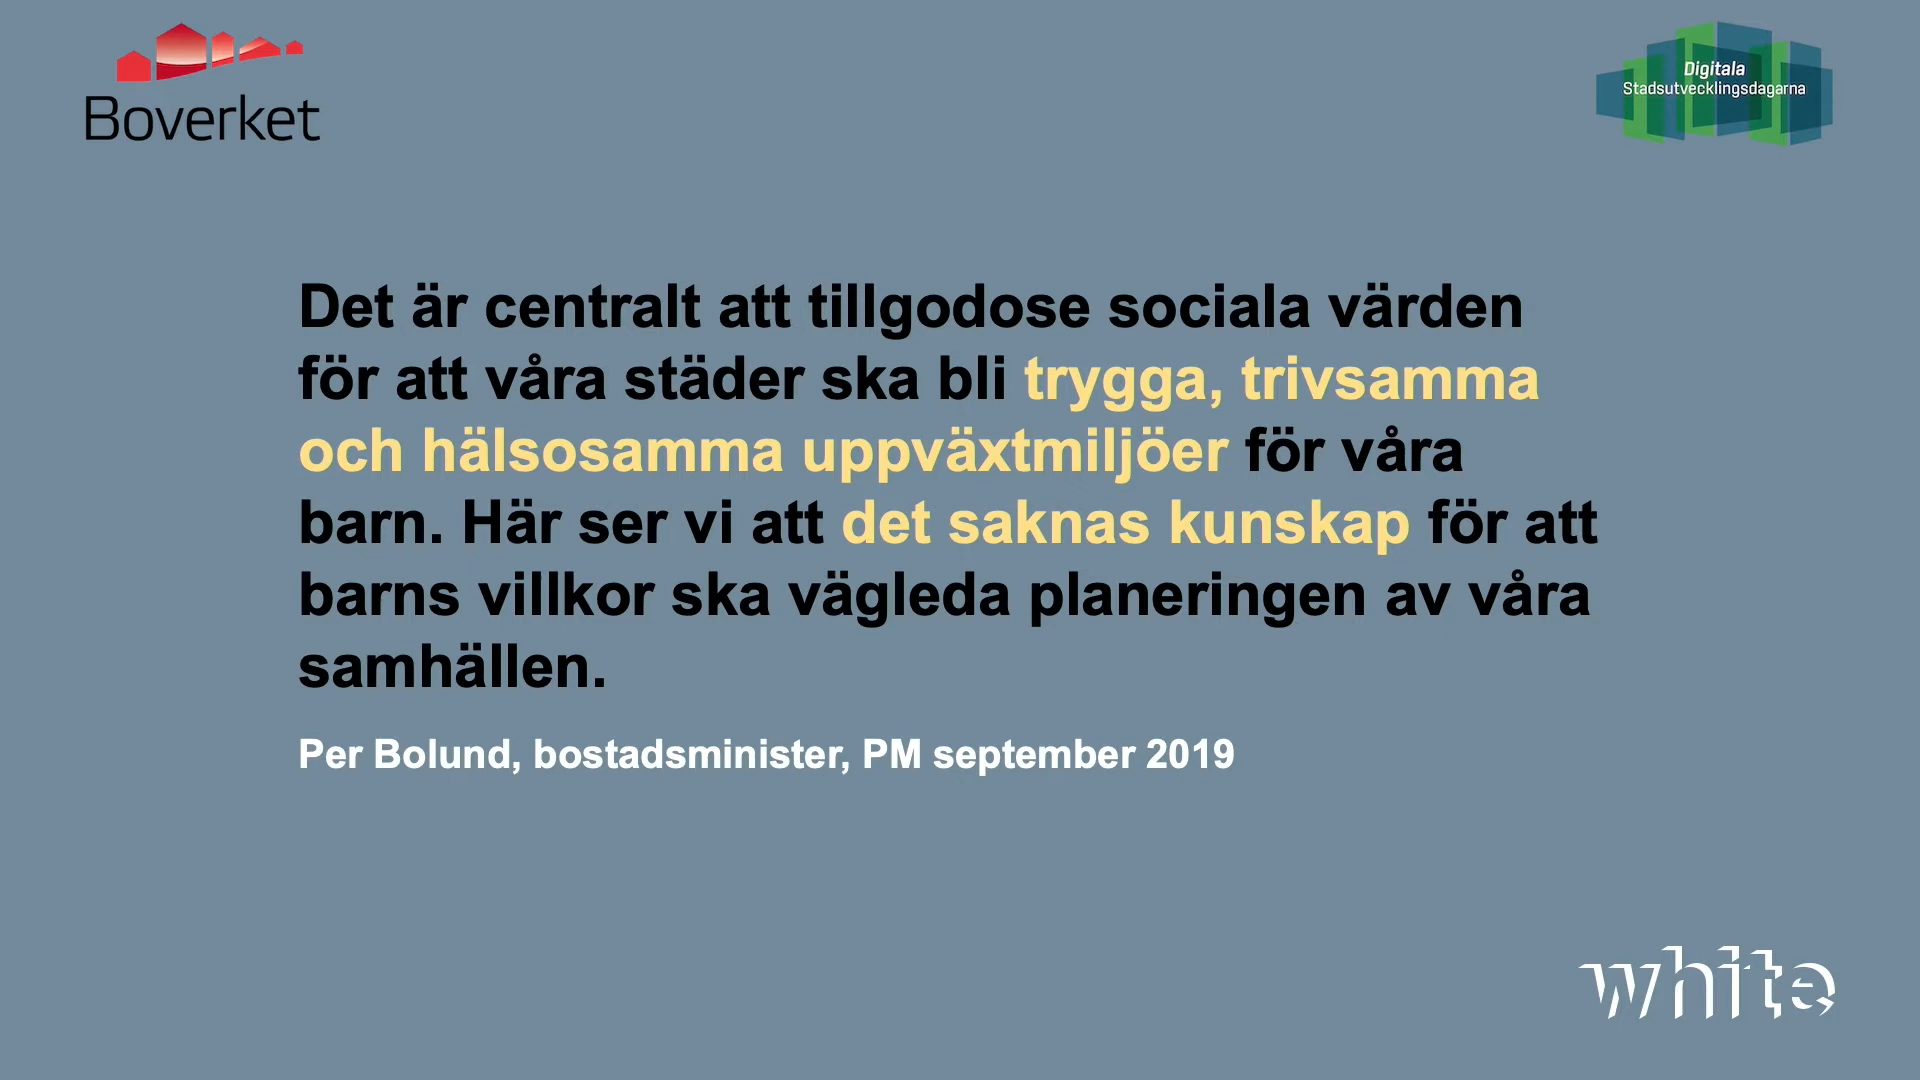 Boverket
Digitala
Stadsutvecklingsdagarna
Det är centralt att tillgodose sociala värden
för att våra städer ska bli trygga, trivsamma
och hälsosamma uppväxtmiljöer för våra
barn. Här ser vi att det saknas kunskap för att
barns villkor ska vägleda planeringen av våra
samhällen.
Per Bolund, bostadsminister, PM september 2019
white